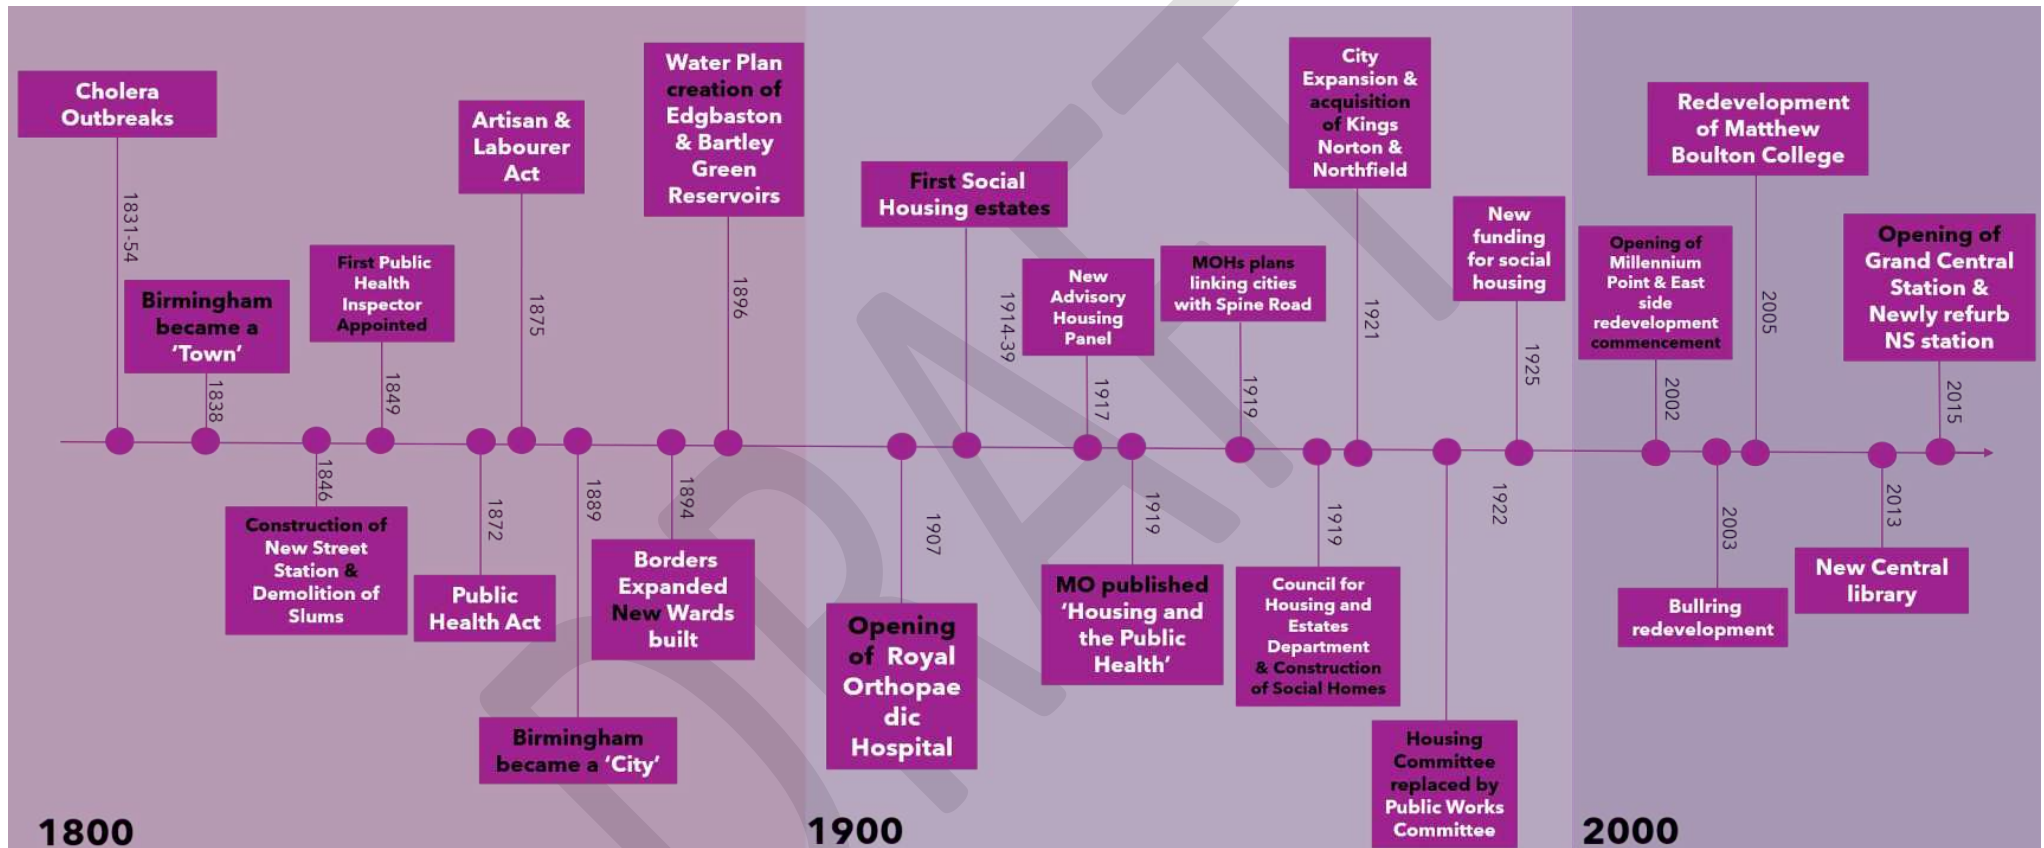 Cholera
Outbreaks
1831-54
Birmingham
became a
'Town'
1838
1846
Construction of
New Street
Station &
Demolition of
Slums
First Public
Health
Inspector
Appointed
1849
1872
Public
Health Act
Artisan &
Labourer
Act
1875
1889
Birmingham
became a 'City'
1894
Borders
Expanded
New Wards
built
Water Plan
creation of
Edgbaston
& Bartley
Green
Reservoirs
1896
1907
Opening
of Royal
Orthopae
dic
Hospital
First Social
Housing estates
1914-39
New
Advisory
Housing
Panel
1917
1919
MO published
'Housing and
the Public
Health'
MOHs plans
linking cities
with Spine Road
1919
1919
Council for
Housing and
Estates
Department
& Construction
of Social Homes
City
Expansion &
acquisition
of Kings
Norton &
Northfield
1921
1922
Housing
Committee
replaced by
Public Works
Committee
New
funding
for social
housing
1925
Opening of
Millennium
Point & East
side
redevelopment
commencement
2002
2003
Bullring
redevelopment
Redevelopment
of Matthew
Boulton College
2005
2013
New Central
library
Opening of
Grand Central
Station &
Newly refurb
NS station
2015
1800
1900
2000
DRAFT